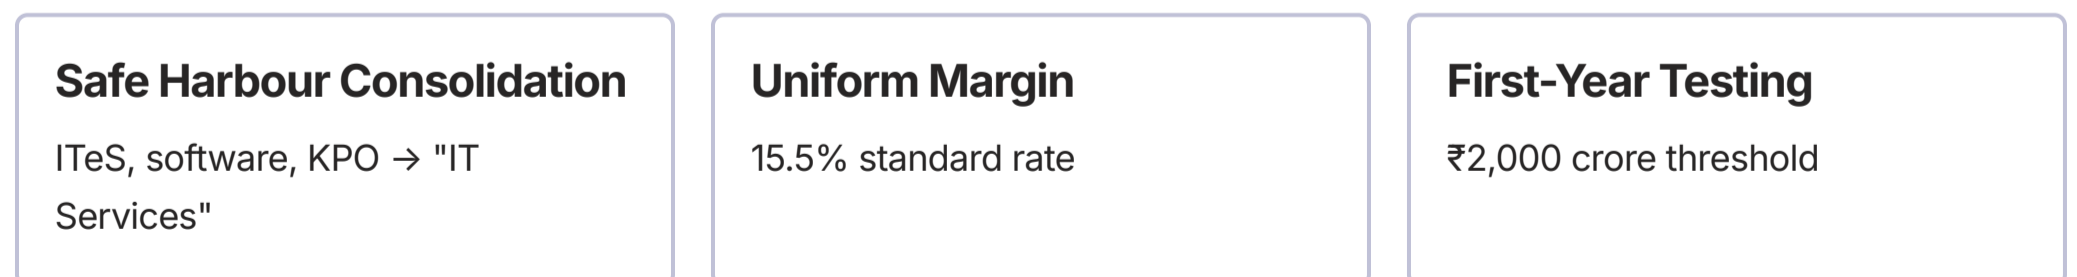 Safe Harbour Consolidation
ITeS, software, KPO → "IT
Services"
Uniform Margin
15.5% standard rate
First-Year Testing
₹2,000 crore threshold